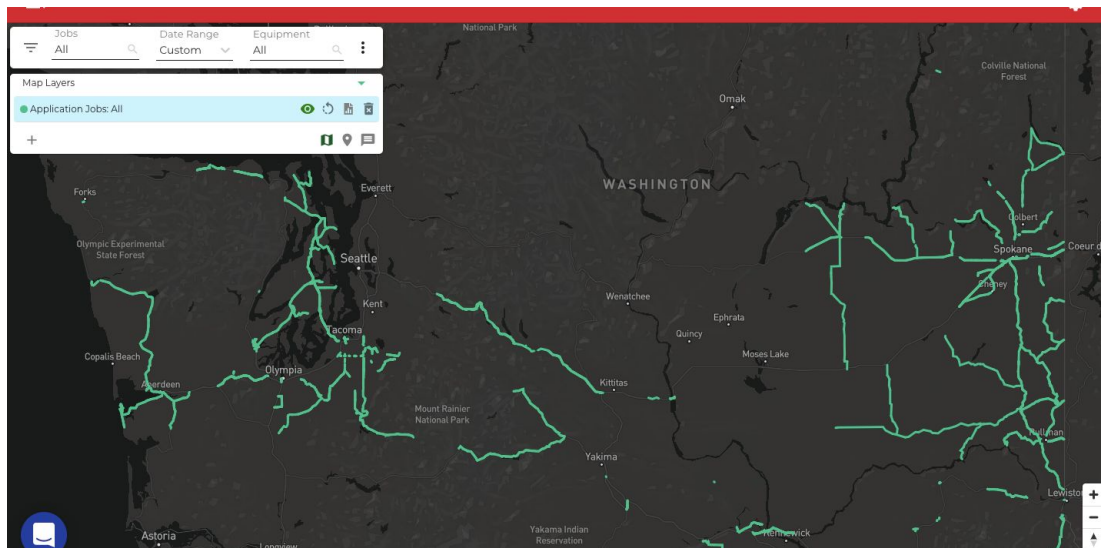 National Park
Jobs
All
Date Range
Custom
Equipment
All
Map Layers
Application Jobs: All
Colville National
Forest
Omak
WASHINGTON
Forks
Everett
Colbert
Olympic Experimental
State Forest
Seattle
Spokane
Coeur d
Cheney
Wenatchee
Kent
Ephrata
Tacoma
Quincy
Copalis Beach
Moses Lake
Olympia
Aberdeen
Kittitas
Mount Rainier
National Park
Pullman
Yakima
Lewiston
Yakama Indian
Reservation
Kennewick
Astoria
Longview